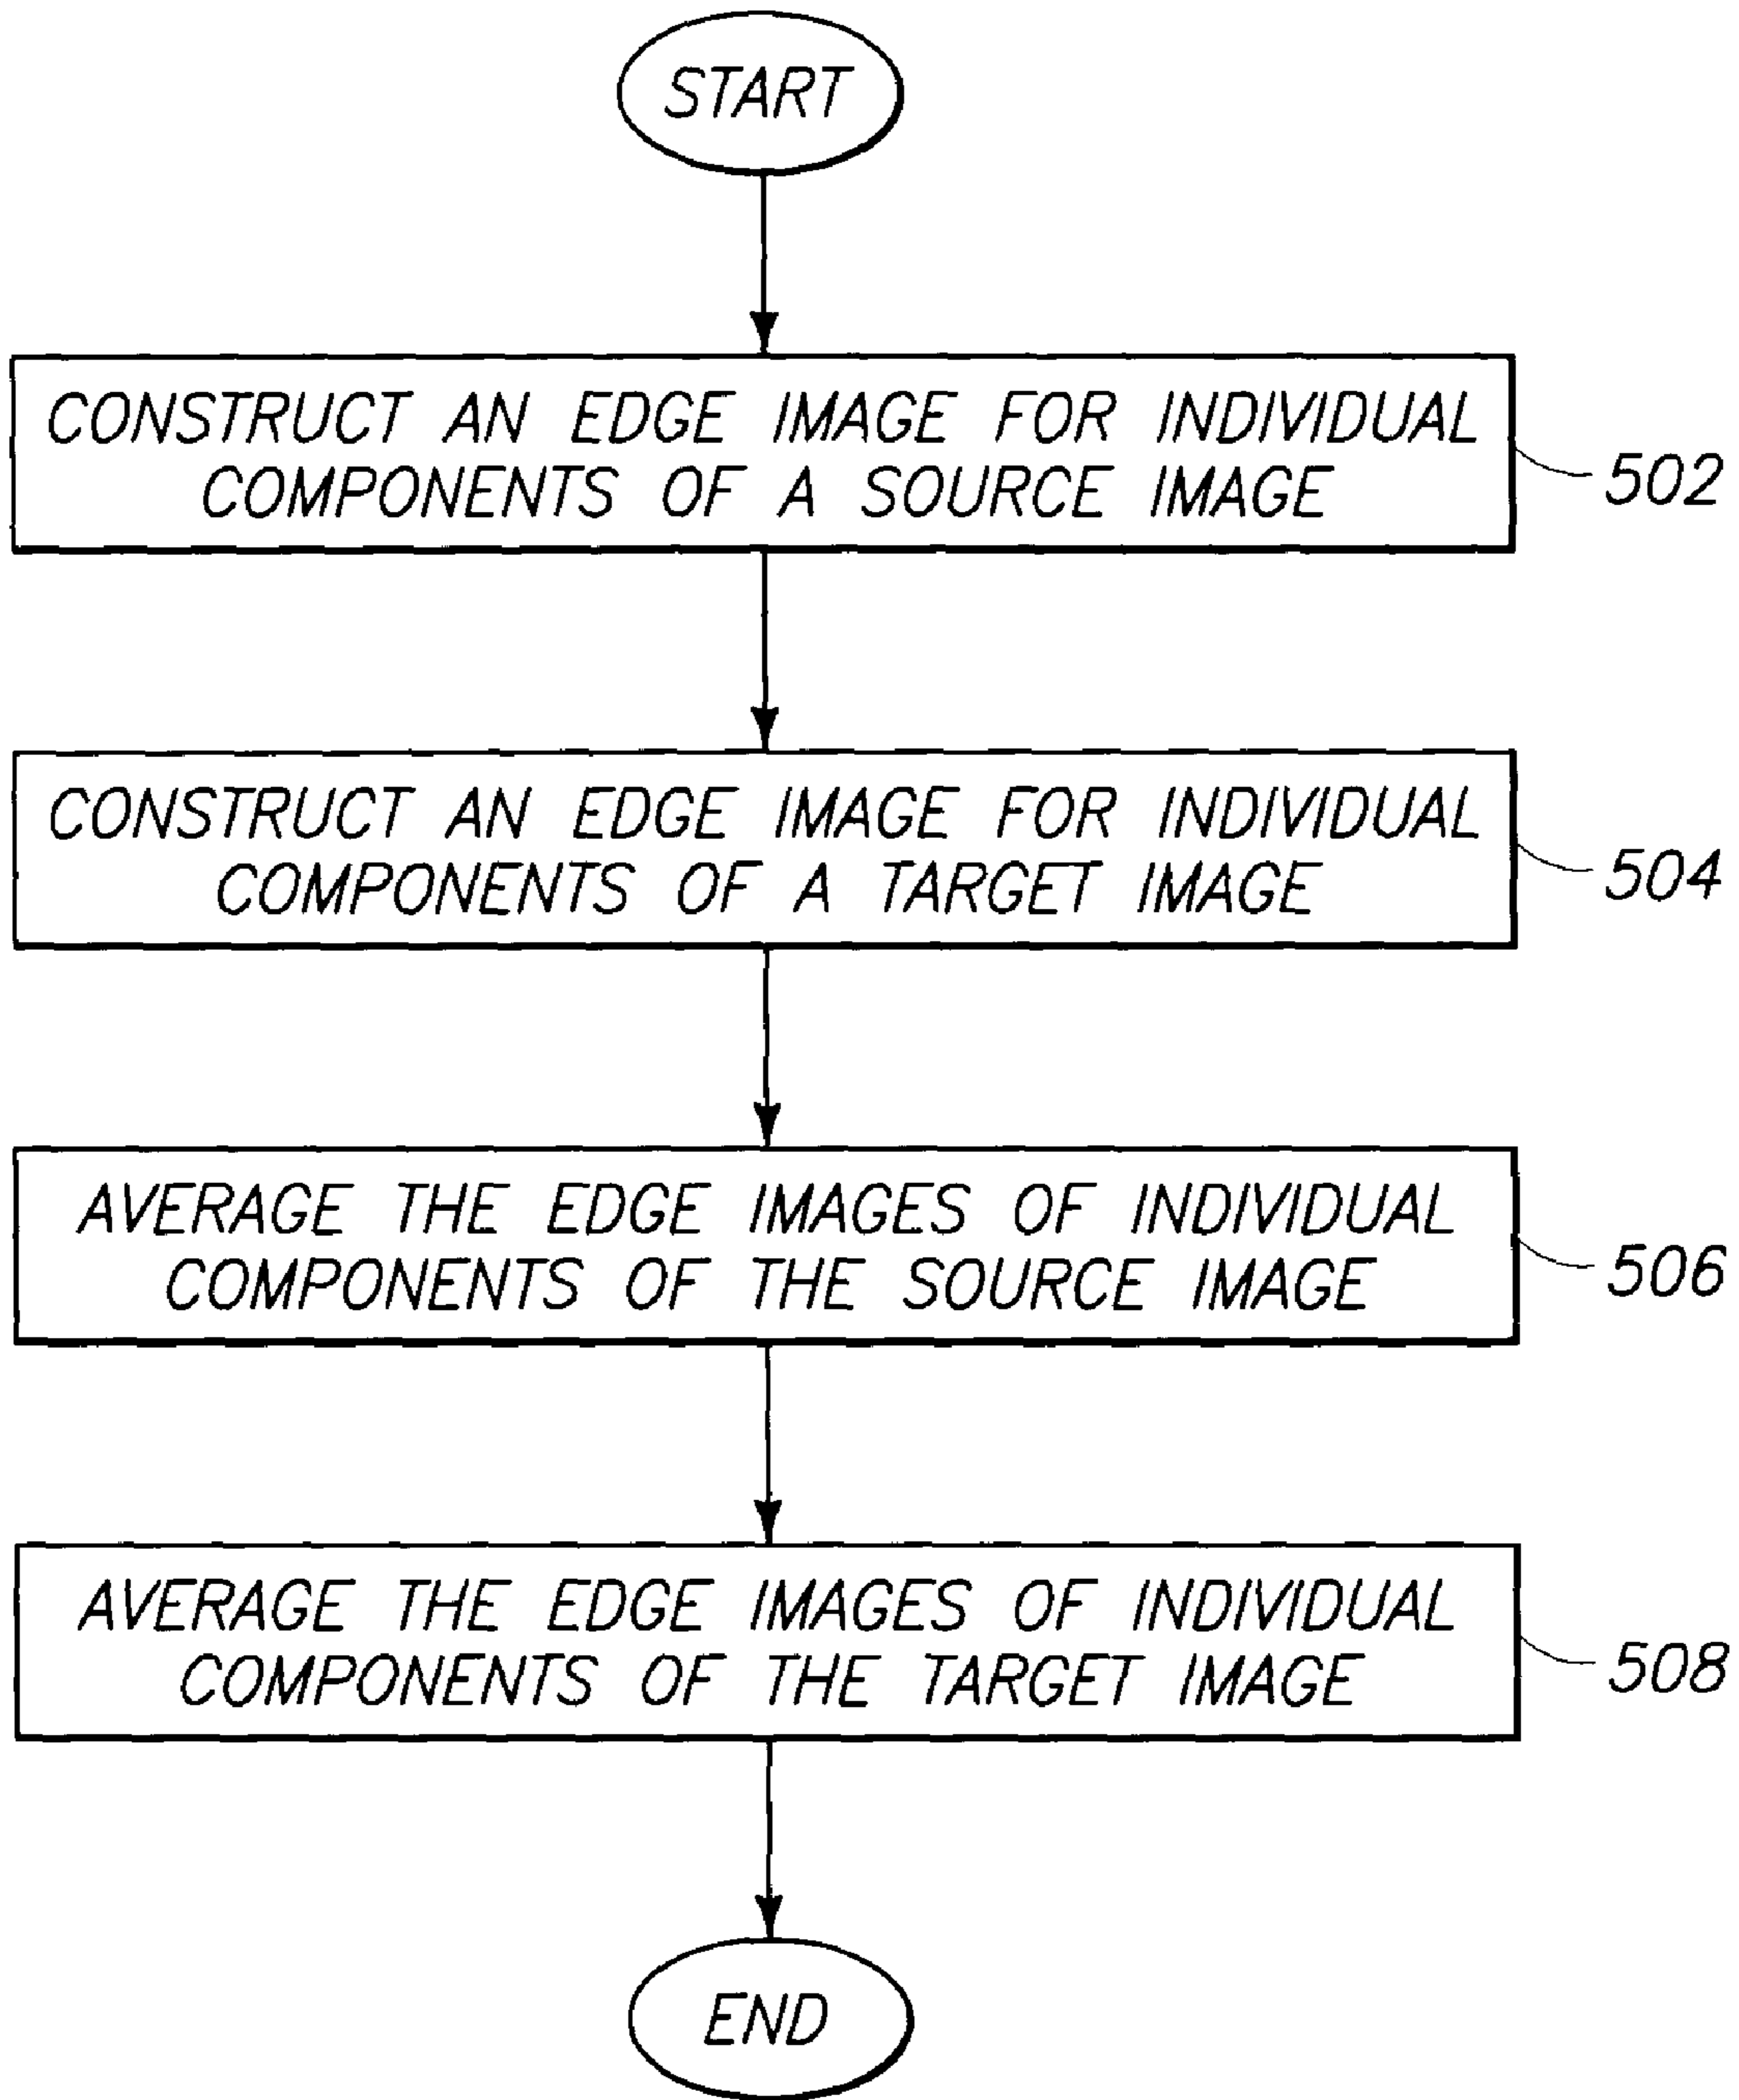 START
CONSTRUCT AN EDGE IMAGE FOR INDIVIDUAL
COMPONENTS OF A SOURCE IMAGE
502
CONSTRUCT AN EDGE IMAGE FOR INDIVIDUAL
COMPONENTS OF A TARGET IMAGE
504
AVERAGE THE EDGE IMAGES OF INDIVIDUAL
COMPONENTS OF THE SOURCE IMAGE
506
AVERAGE THE EDGE IMAGES OF INDIVIDUAL
COMPONENTS OF THE TARGET IMAGE
508
END